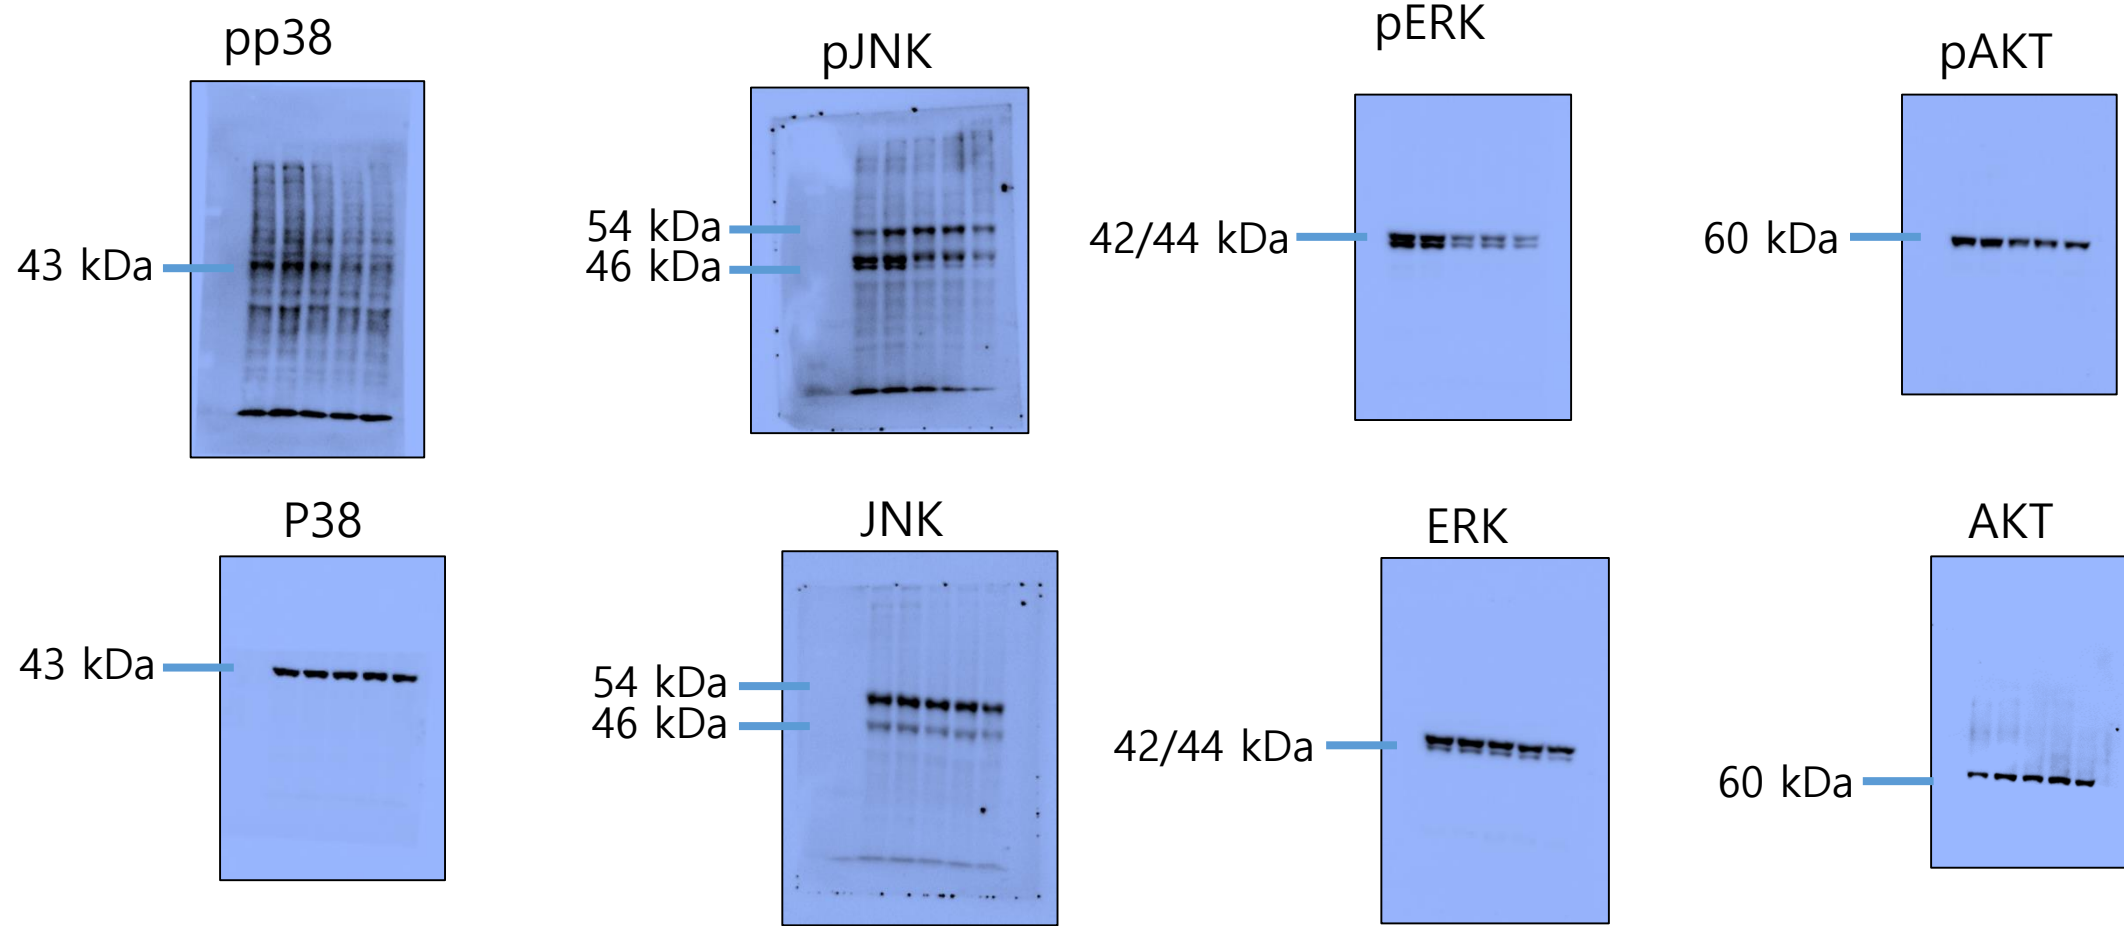 pp38
pJNK
pERK
pAKT
43 kDa
54 kDa
46 kDa
42/44 kDa
60 kDa
P38
JNK
ERK
AKT
43 kDa
54 kDa
46 kDa
42/44 kDa
60 kDa